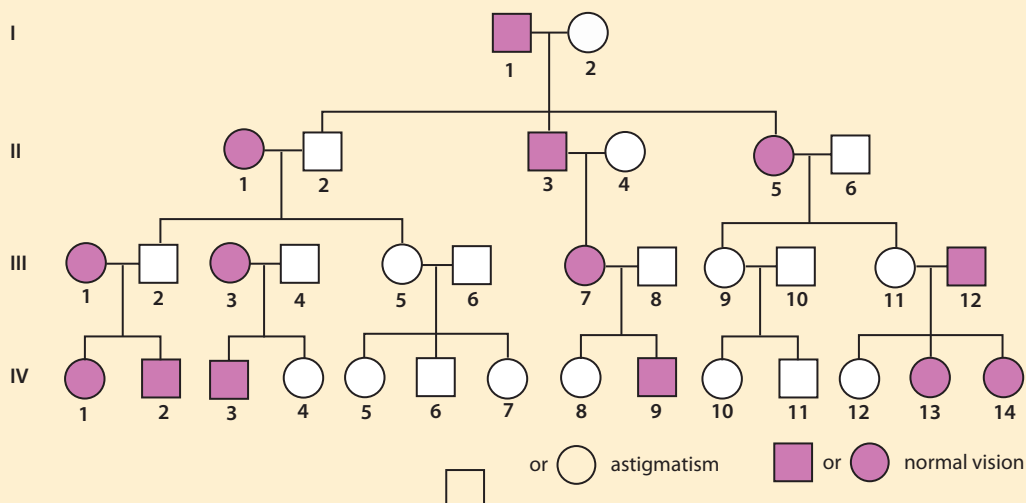 I
1 2
II
1 2 3 4 5 6
III
1 2 3 4 5 6 7 8 9 10 11 12
IV
1 2 3 4 5 6 7 8 9 10 11 12 13 14
or astigmatism or normal vision